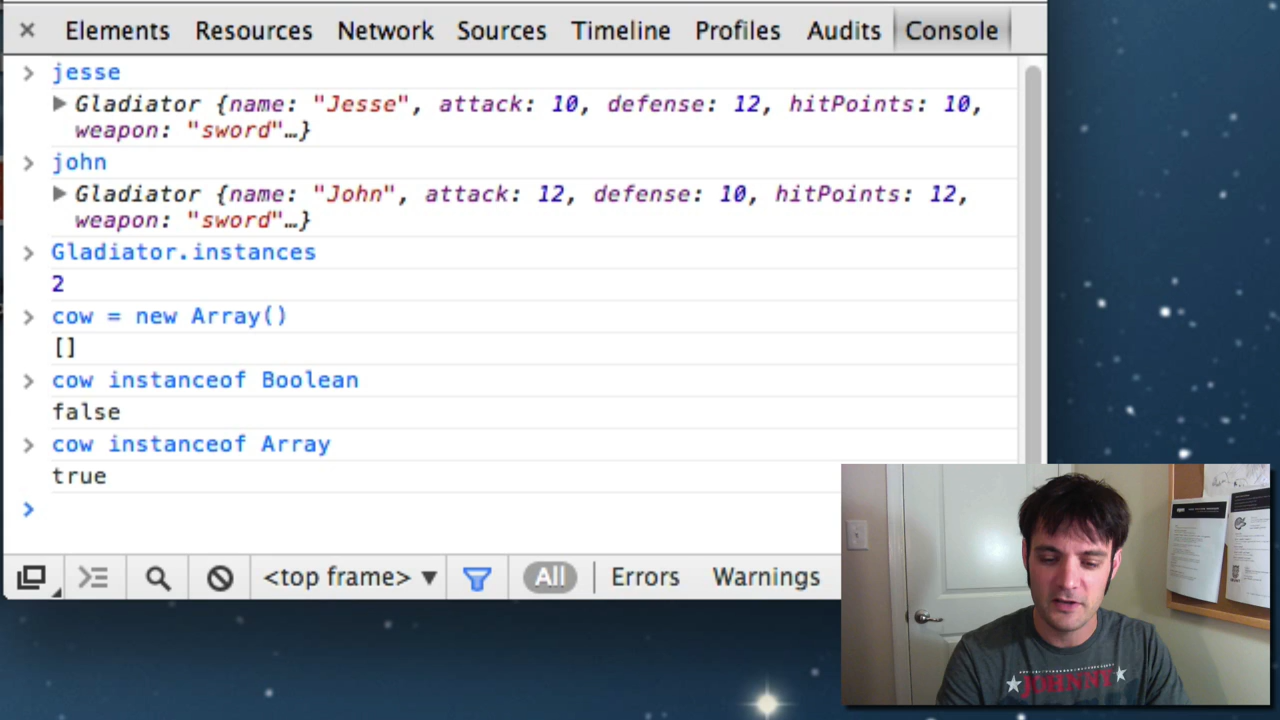 × Elements Resources Network Sources Timeline Profiles Audits Console
> jesse
▶ Gladiator {name: "Jesse", attack: 10, defense: 12, hitPoints: 10,
weapon: "sword"…}
> john
▶ Gladiator {name: "John", attack: 12, defense: 10, hitPoints: 12,
weapon: "sword"…}
> Gladiator.instances
2
> cow = new Array()
[]
> cow instanceof Boolean
false
> cow instanceof Array
true
>
<top frame> ▼ All Errors Warnings
JOHNNY